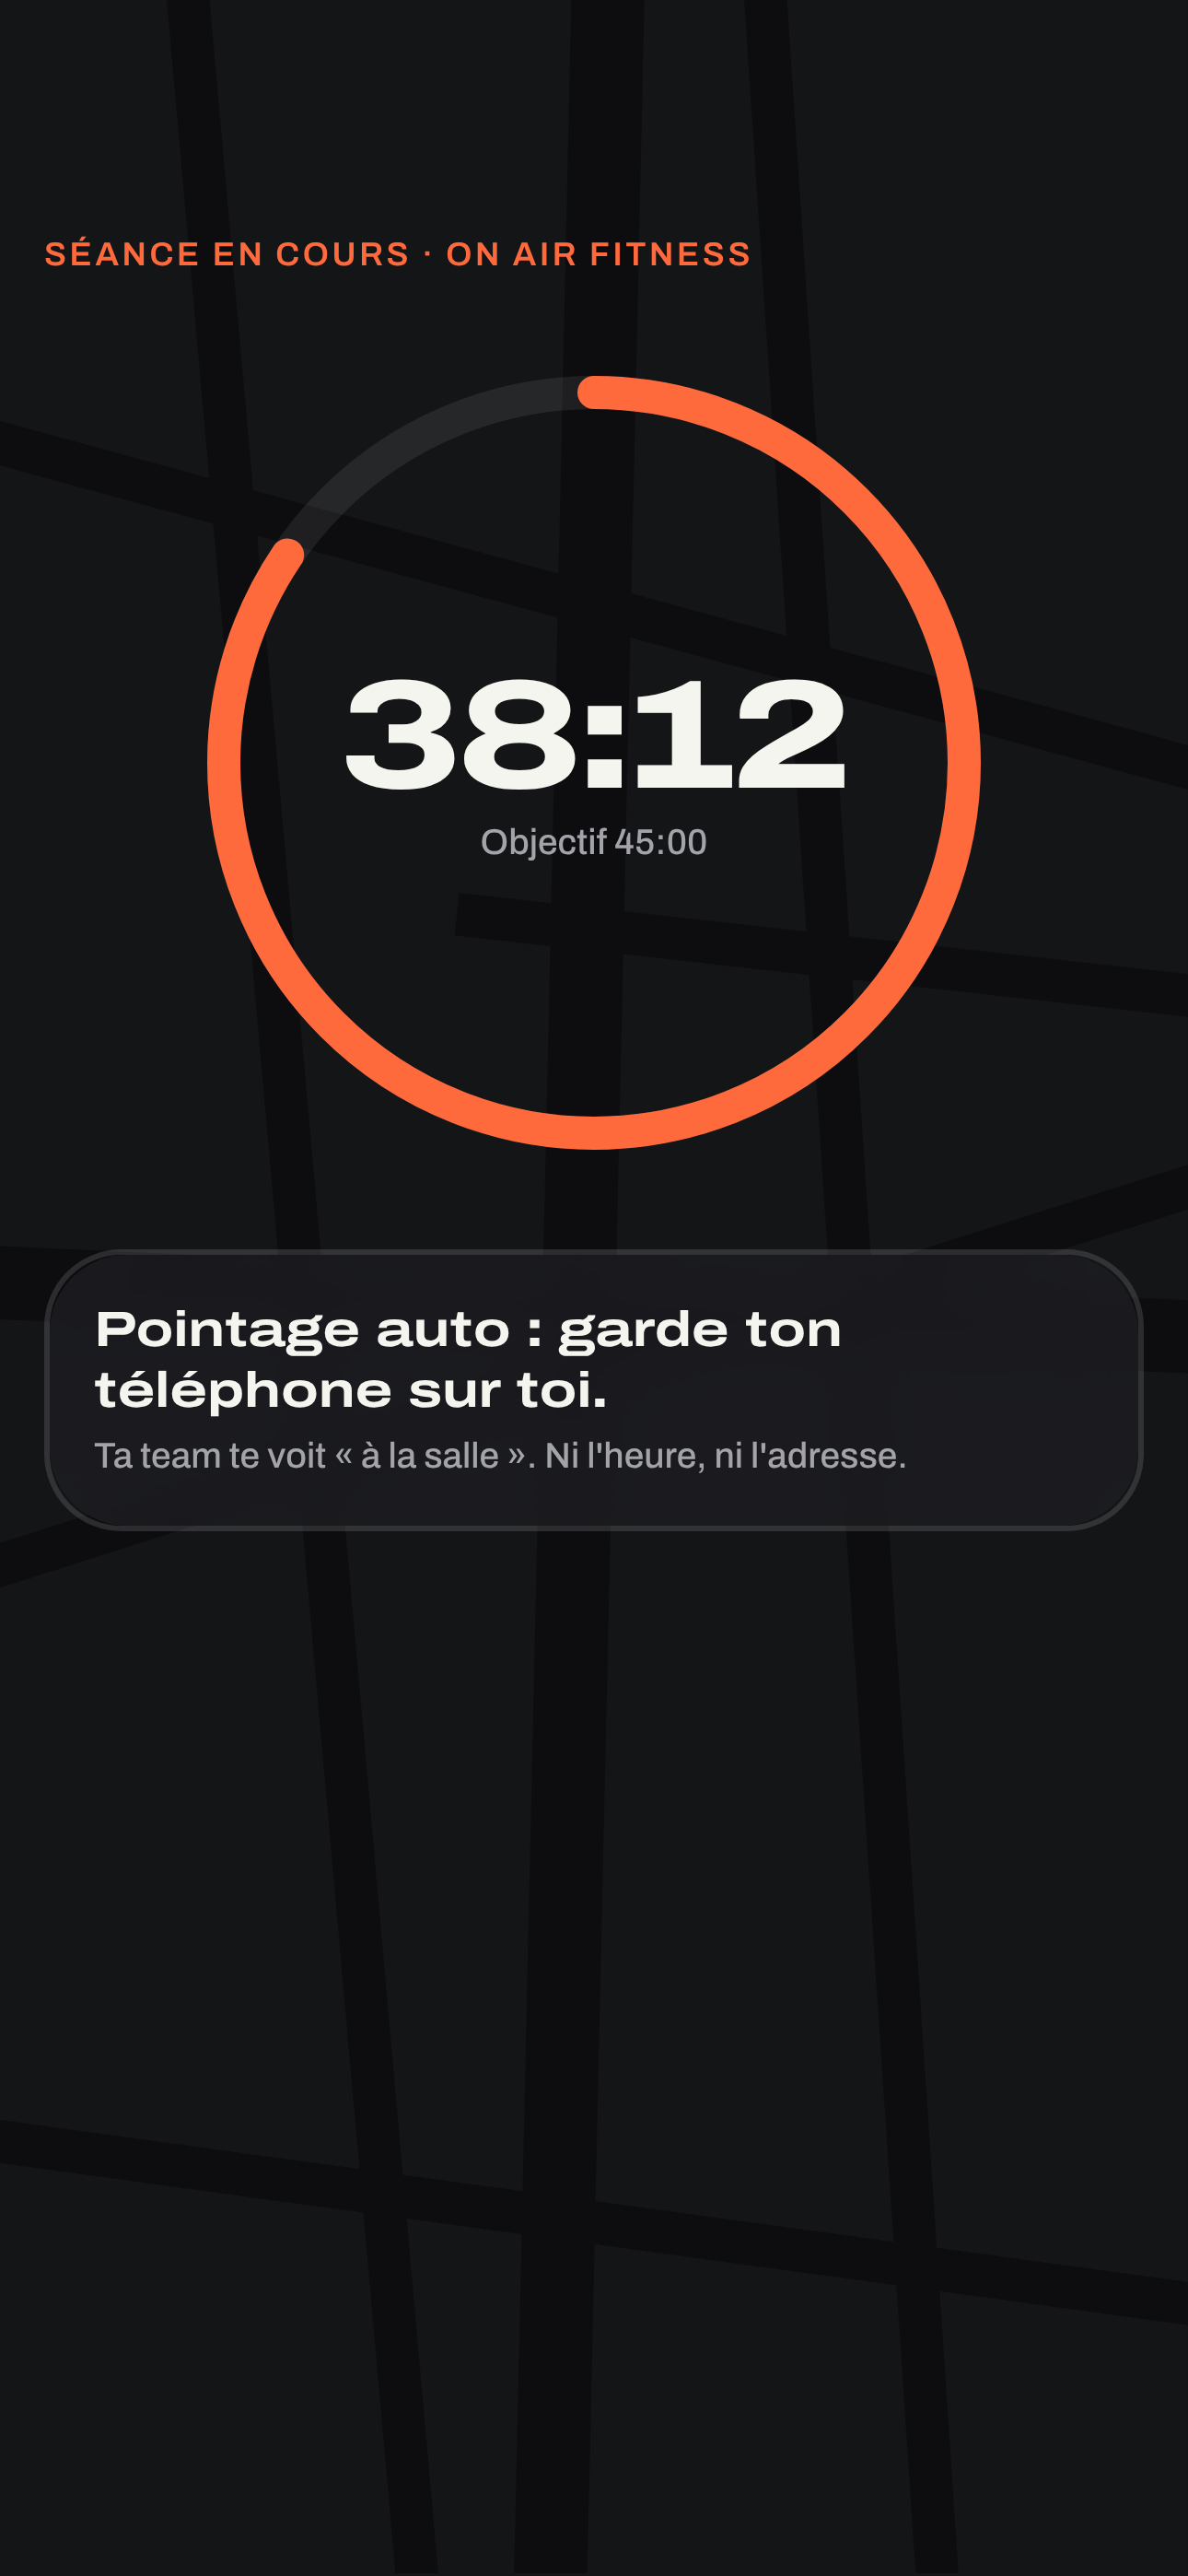 SÉANCE EN COURS · ON AIR FITNESS
38:12
Objectif 45:00
Pointage auto : garde ton
téléphone sur toi.
Ta team te voit « à la salle ». Ni l'heure, ni l'adresse.